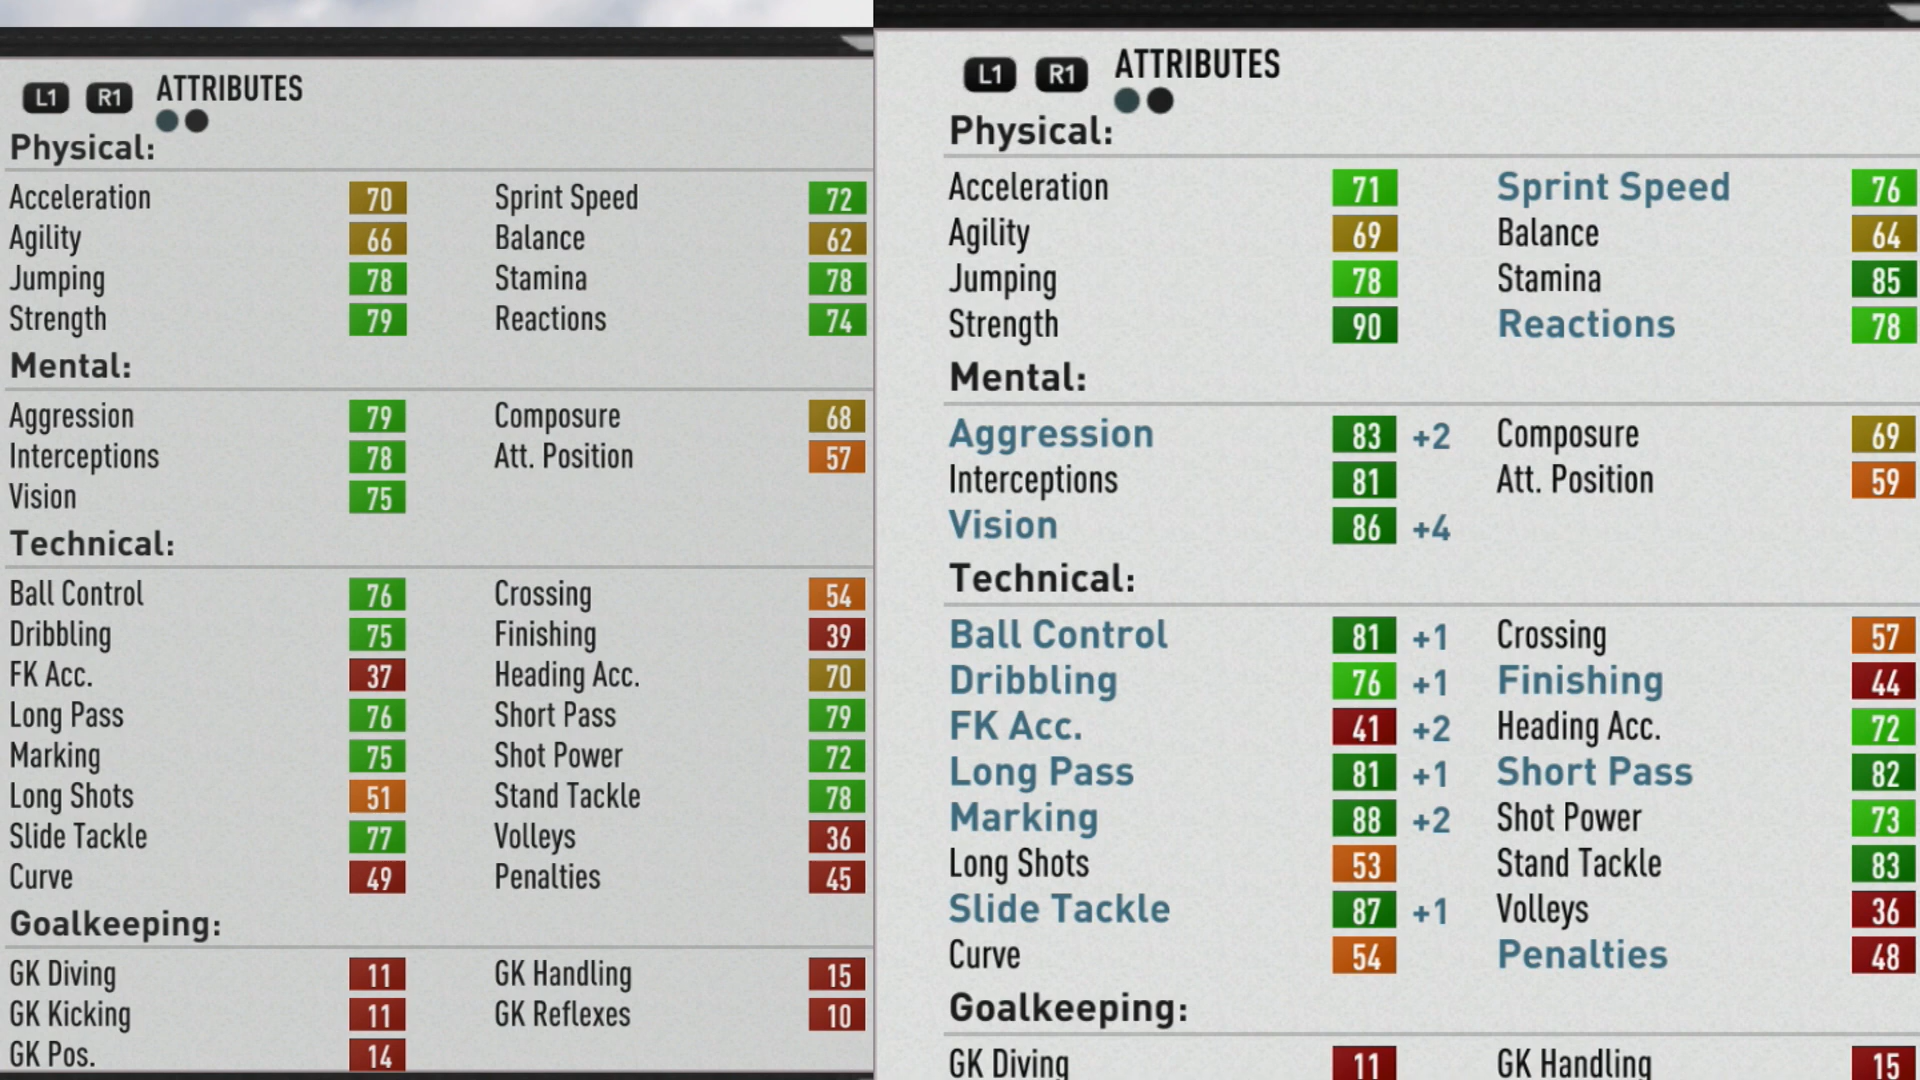 L1 R1 ATTRIBUTES
Physical:
Acceleration 70 Sprint Speed 72
Agility 66 Balance 62
Jumping 78 Stamina 78
Strength 79 Reactions 74
Mental:
Aggression 79 Composure 68
Interceptions 78 Att. Position 57
Vision 75
Technical:
Ball Control 76 Crossing 54
Dribbling 75 Finishing 39
FK Acc. 37 Heading Acc. 70
Long Pass 76 Short Pass 79
Marking 75 Shot Power 72
Long Shots 51 Stand Tackle 78
Slide Tackle 77 Volleys 36
Curve 49 Penalties 45
Goalkeeping:
GK Diving 11 GK Handling 15
GK Kicking 11 GK Reflexes 10
GK Pos. 14
L1 R1 ATTRIBUTES
Physical:
Acceleration 71 Sprint Speed 76
Agility 69 Balance 64
Jumping 78 Stamina 85
Strength 90 Reactions 78
Mental:
Aggression 83 +2 Composure 69
Interceptions 81 Att. Position 59
Vision 86 +4
Technical:
Ball Control 81 +1 Crossing 57
Dribbling 76 +1 Finishing 44
FK Acc. 41 +2 Heading Acc. 72
Long Pass 81 +1 Short Pass 82
Marking 88 +2 Shot Power 73
Long Shots 53 Stand Tackle 83
Slide Tackle 87 +1 Volleys 36
Curve 54 Penalties 48
Goalkeeping:
GK Diving 11 GK Handling 15